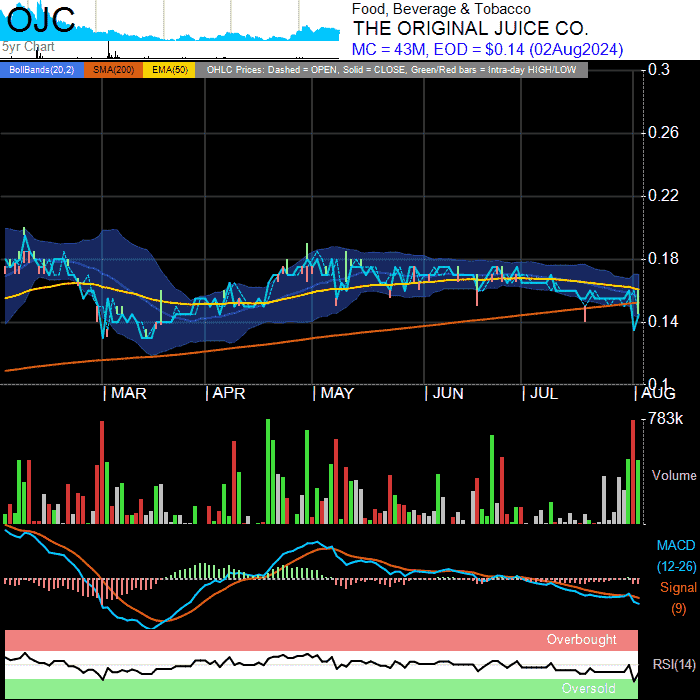 OJC
5yr Chart
Food, Beverage & Tobacco
THE ORIGINAL JUICE CO.
MC = 43M, EOD = $0.14 (02Aug2024)
BollBands(20,2) SMA(200) EMA(50) OHLC Prices: Dashed = OPEN, Solid = CLOSE, Green/Red bars = Intra-day HIGH/LOW
0.3
0.26
0.22
0.18
0.14
0.1
MAR APR MAY JUN JUL AUG
783k
Volume
MACD
(12-26)
Signal
(9)
Overbought
RSI(14)
Oversold